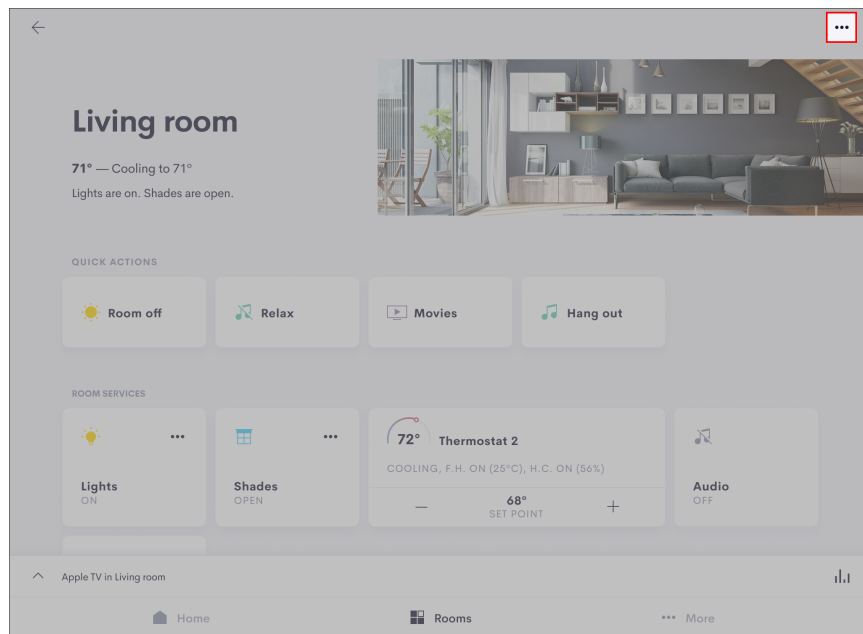 Living room
71° — Cooling to 71°
Lights are on. Shades are open.
QUICK ACTIONS
Room off
Relax
Movies
Hang out
ROOM SERVICES
Lights
ON
Shades
OPEN
72°
Thermostat 2
COOLING, F.H. ON (25°C), H.C. ON (56%)
68°
SET POINT
Audio
OFF
Apple TV in Living room
Home
Rooms
More